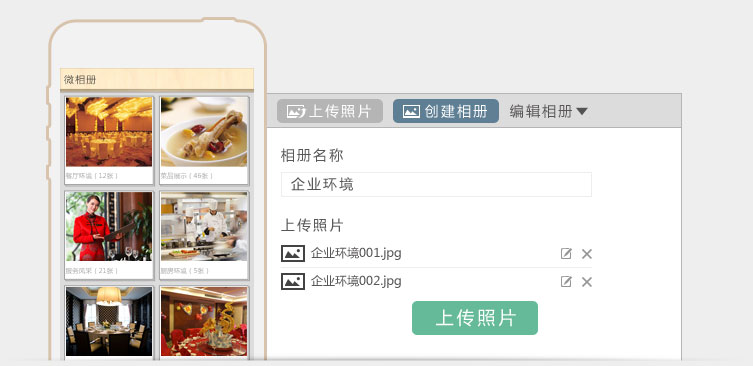 微相册
餐厅环境（12张）
菜品展示（46张）
服务风采（21张）
厨房环境（5张）
上传照片
创建相册
编辑相册
相册名称
企业环境
上传照片
企业环境001.jpg
企业环境002.jpg
上传照片